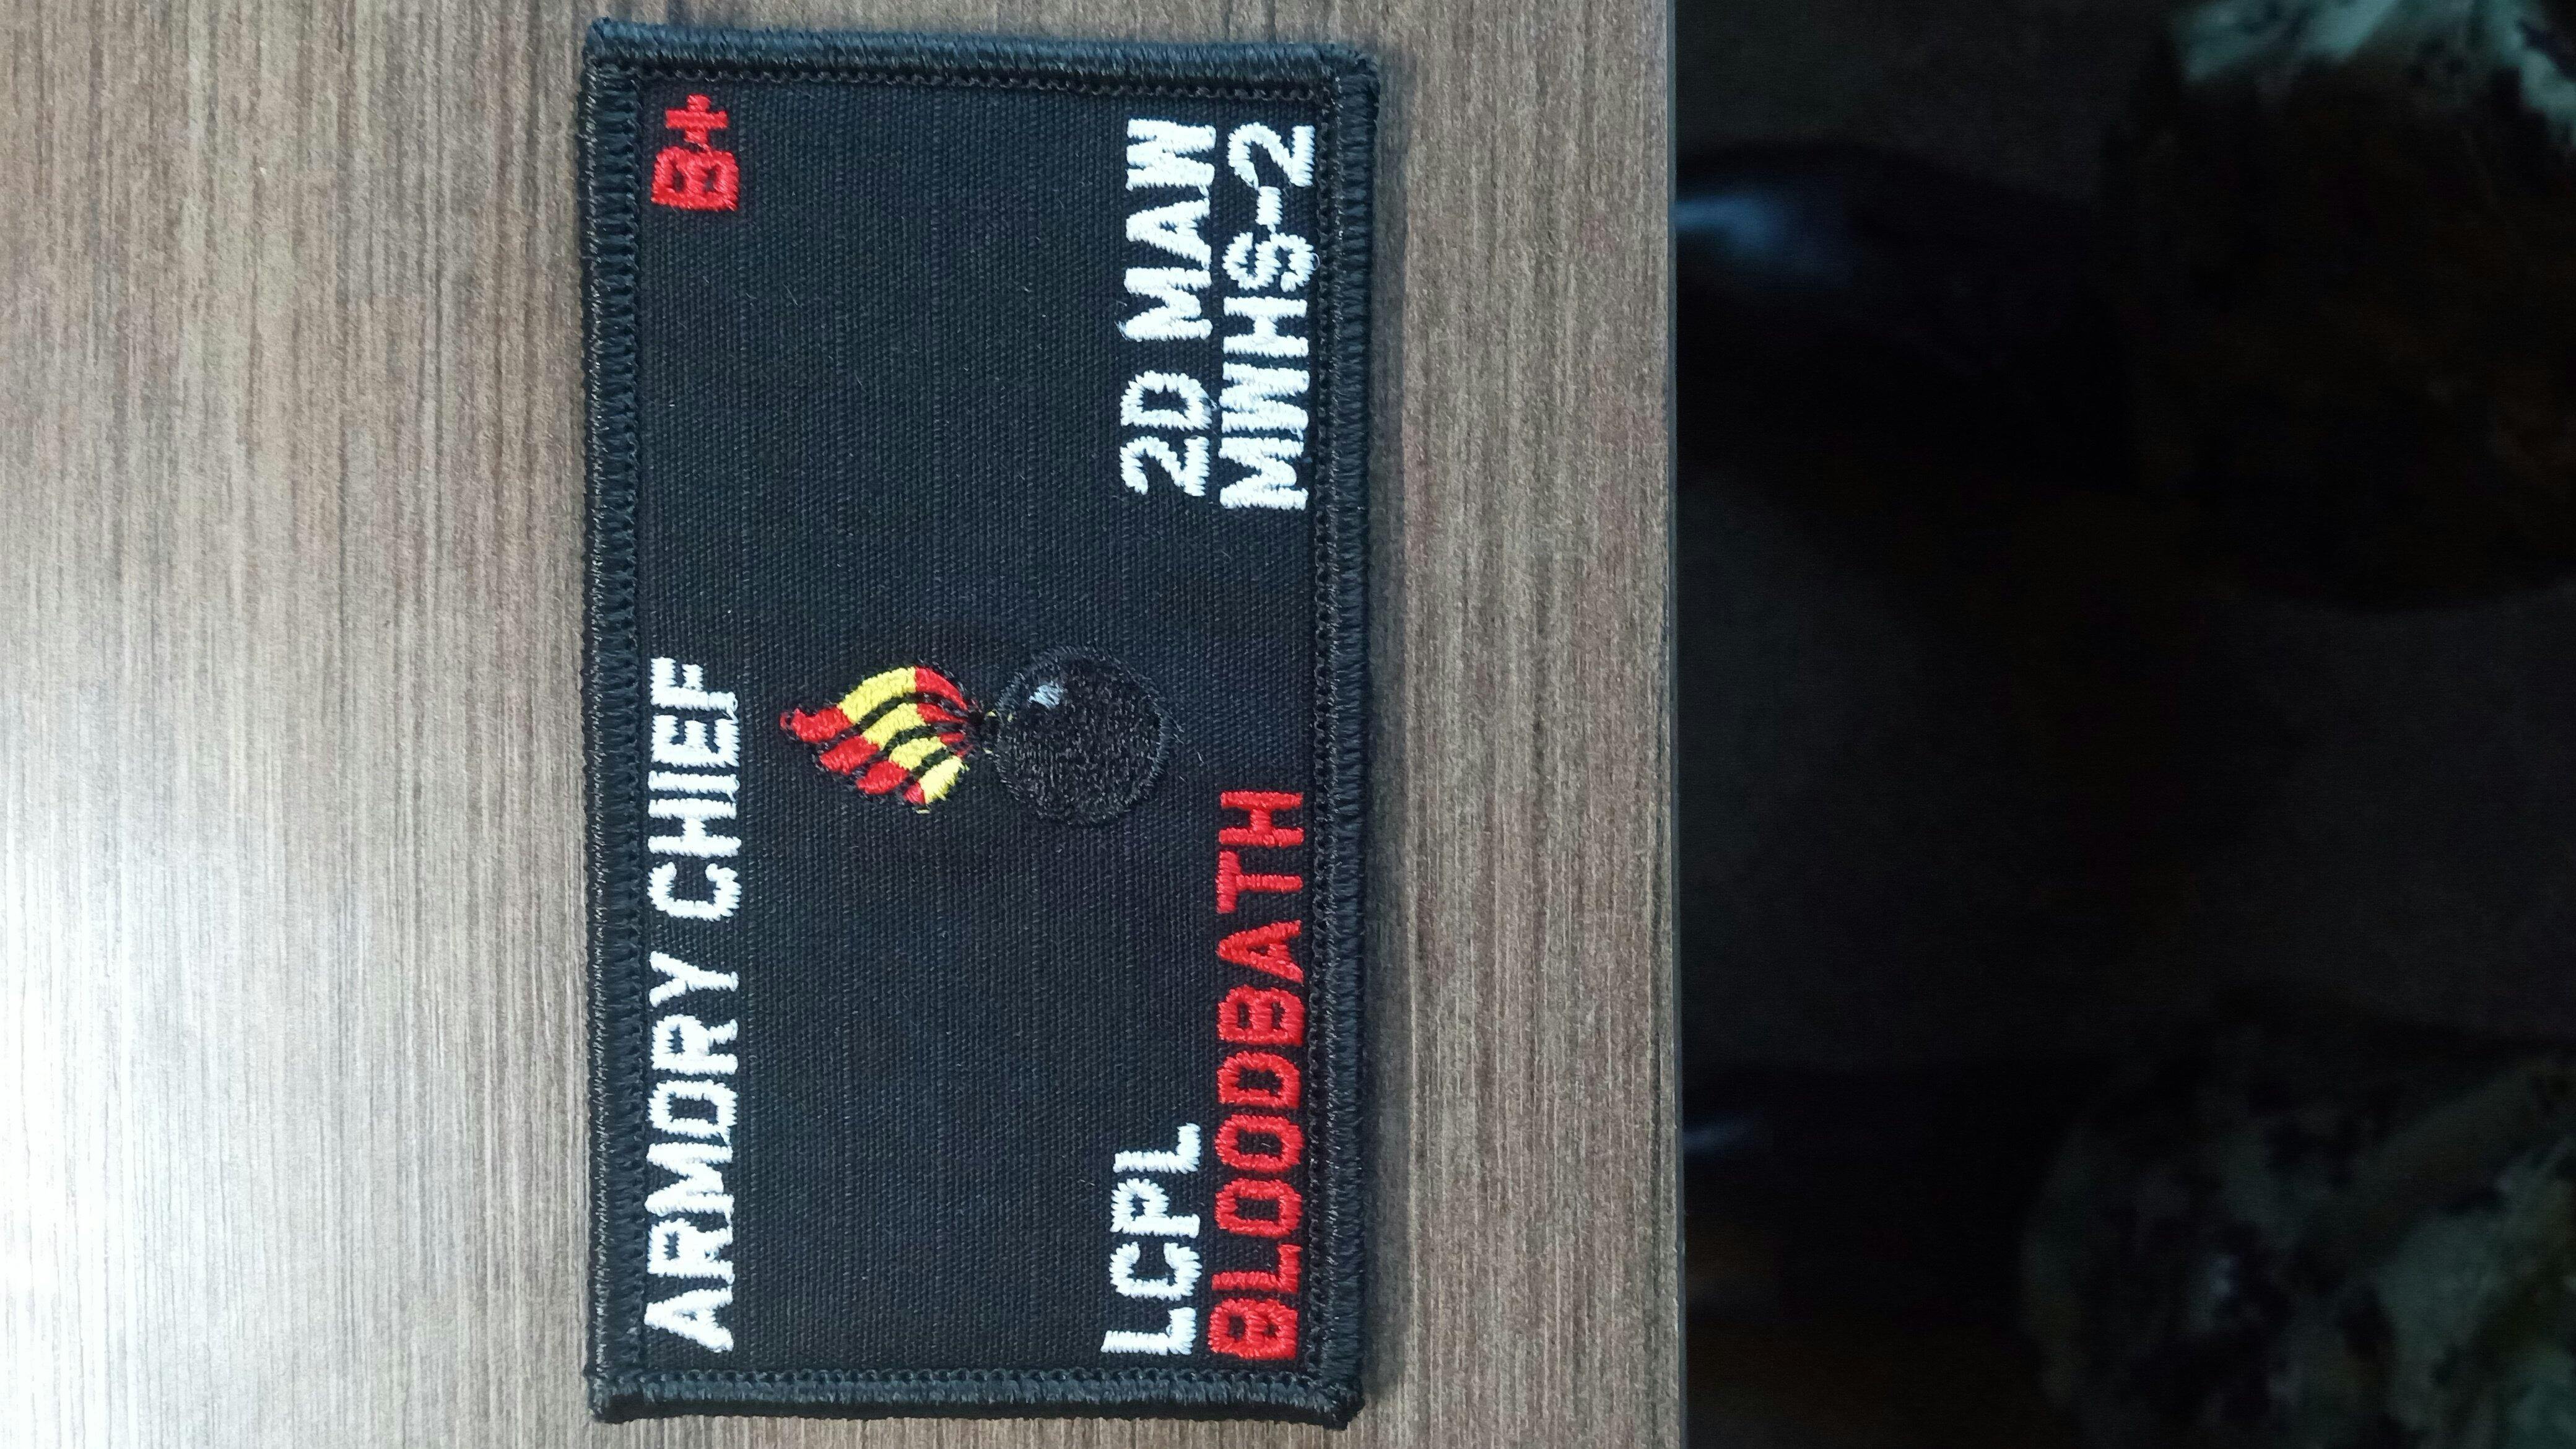 ARMORY CHIEF B+
LCPL 2D MAW
BLOODBATH MWHS-2